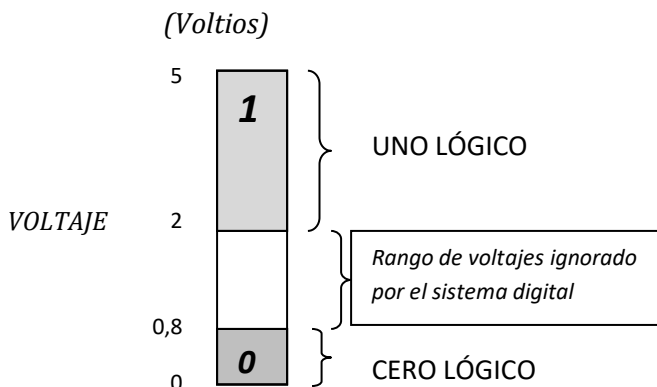 (Voltios)
5
1
UNO LÓGICO
VOLTAJE
2
Rango de voltajes ignorado
por el sistema digital
0,8
0
CERO LÓGICO
0